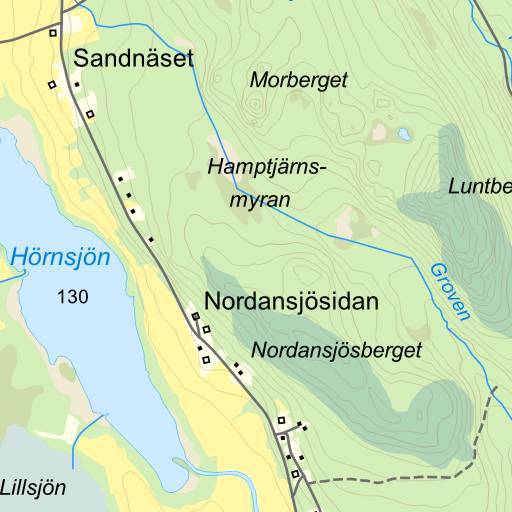 Sandnäset
Morberget
Hamptjärns-
myran
Luntbe
Hörnsjön
130
Groven
Nordansjösidan
Nordansjösberget
Lillsjön